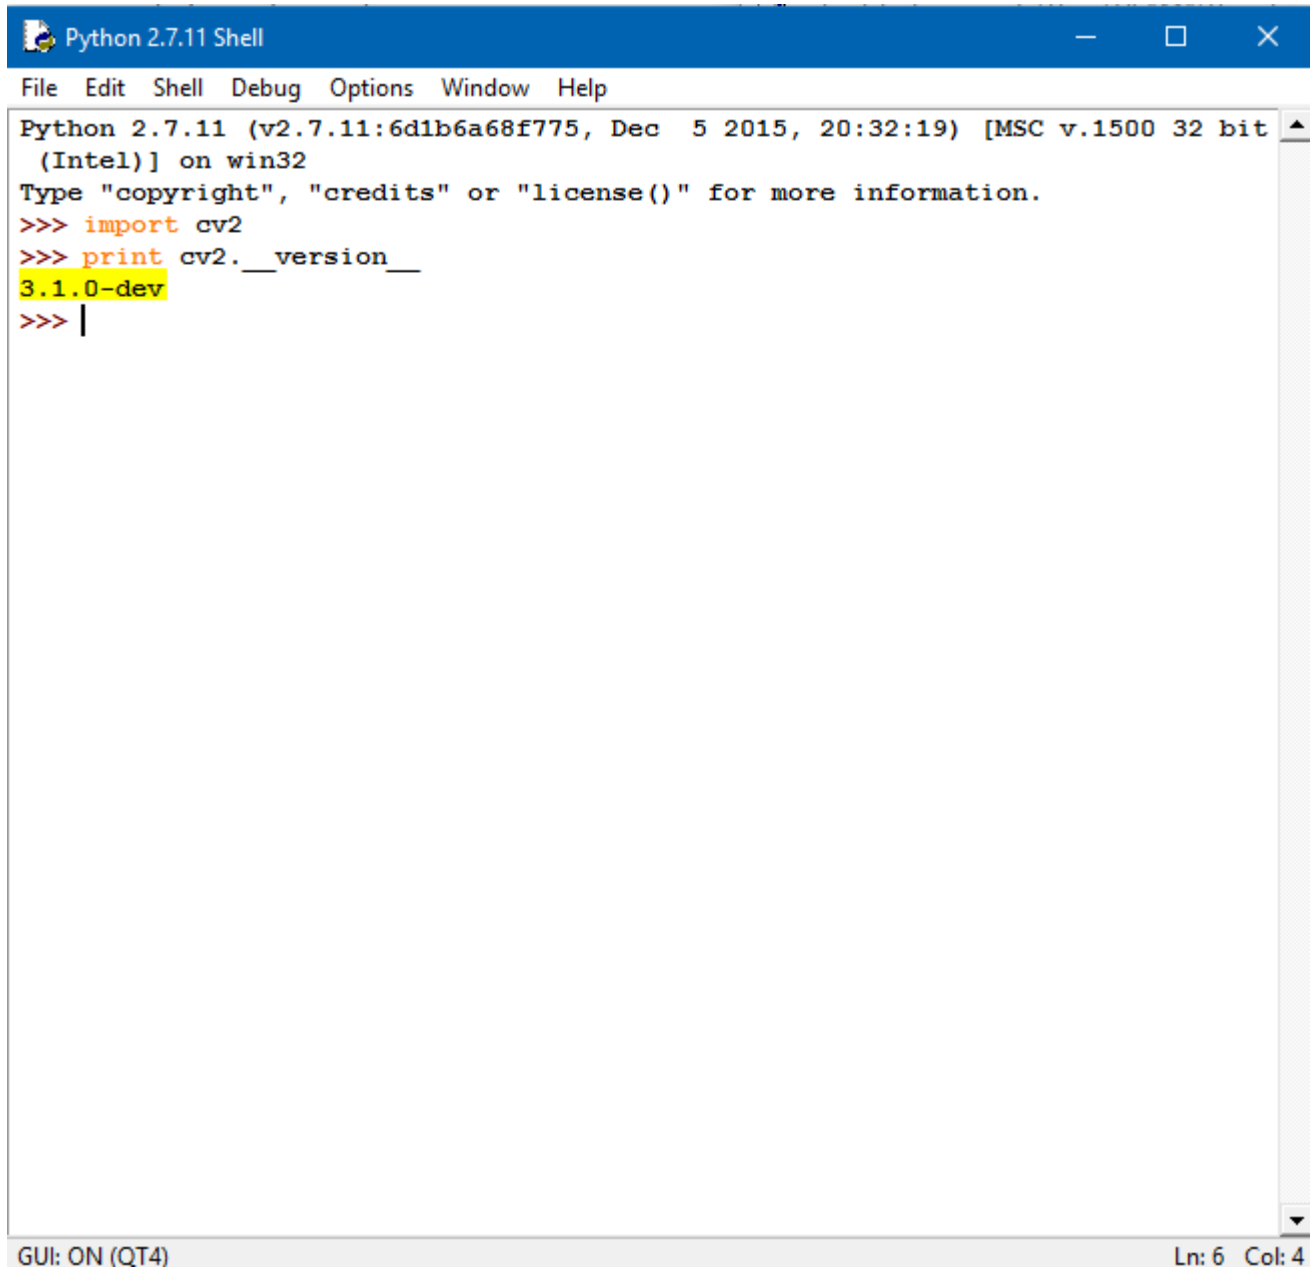 Python 2.7.11 Shell
File Edit Shell Debug Options Window Help
Python 2.7.11 (v2.7.11:6d1b6a68f775, Dec  5 2015, 20:32:19) [MSC v.1500 32 bit
 (Intel)] on win32
Type "copyright", "credits" or "license()" for more information.
>>> import cv2
>>> print cv2.__version__
3.1.0-dev
>>>
GUI: ON (QT4) Ln: 6 Col: 4